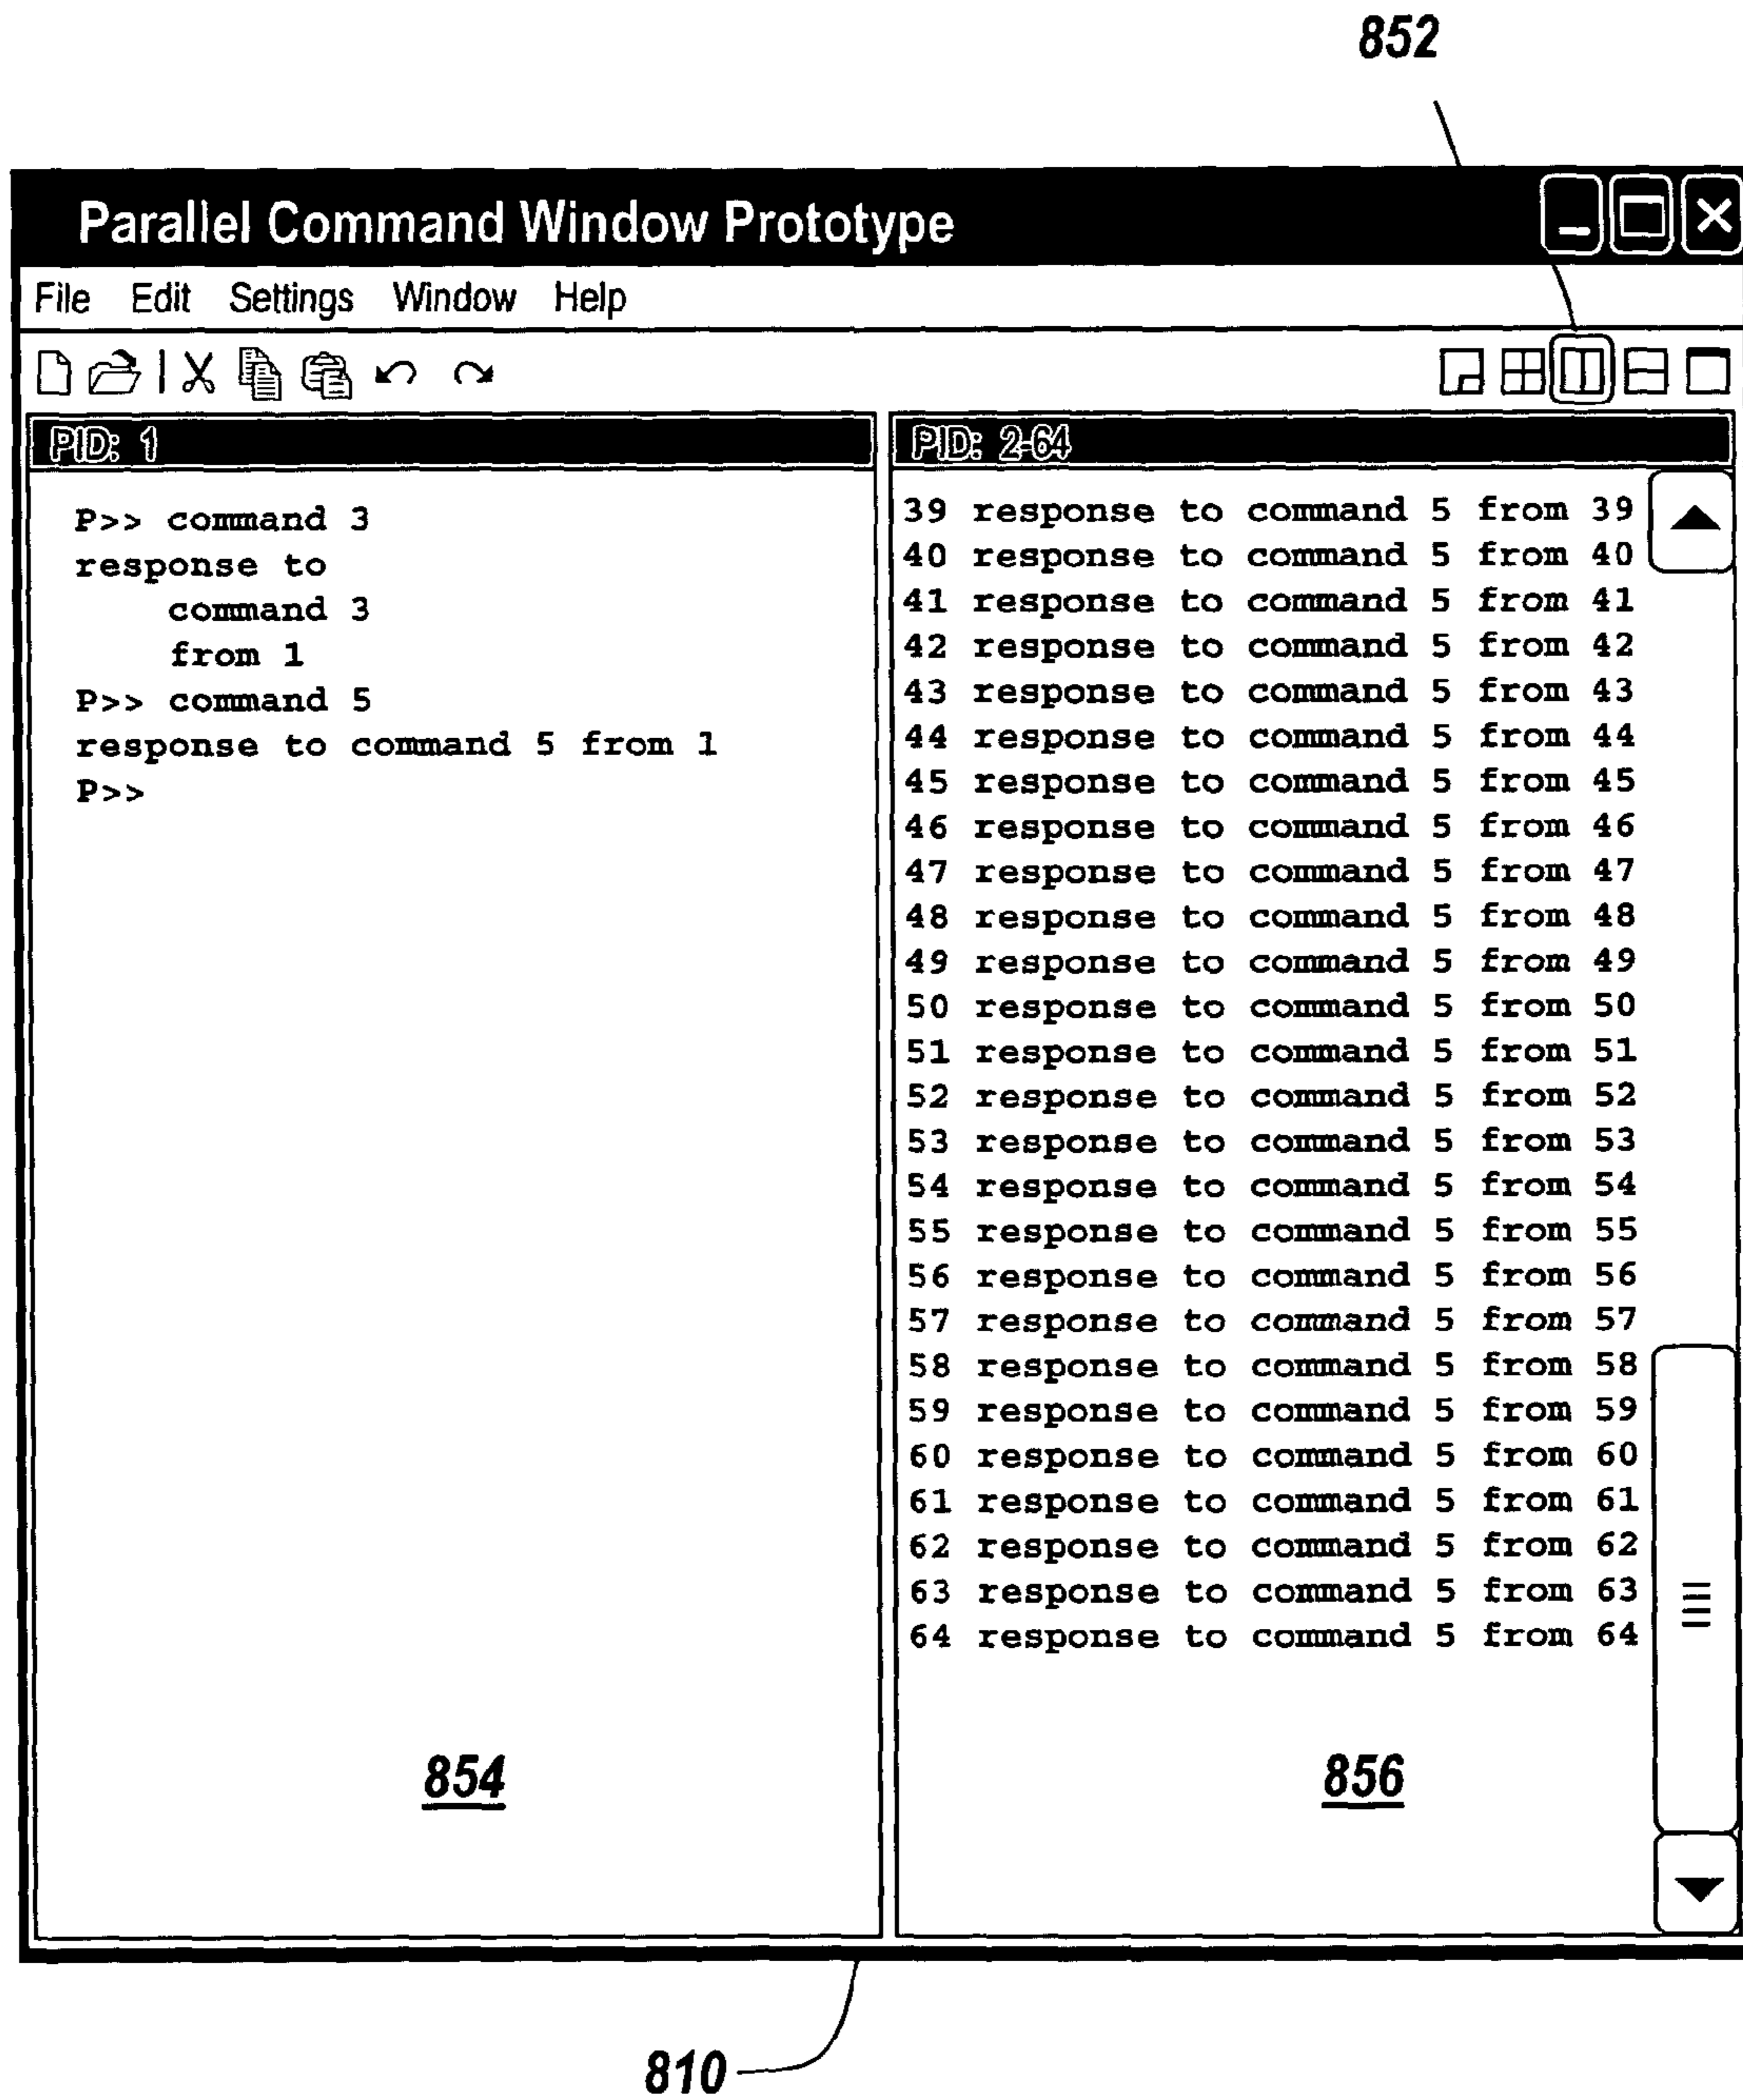 852
Parallel Command Window Prototype
File Edit Settings Window Help
PID: 1
P>> command 3
response to
command 3
from 1
P>> command 5
response to command 5 from 1
P>>
854
PID: 2-64
39 response to command 5 from 39
40 response to command 5 from 40
41 response to command 5 from 41
42 response to command 5 from 42
43 response to command 5 from 43
44 response to command 5 from 44
45 response to command 5 from 45
46 response to command 5 from 46
47 response to command 5 from 47
48 response to command 5 from 48
49 response to command 5 from 49
50 response to command 5 from 50
51 response to command 5 from 51
52 response to command 5 from 52
53 response to command 5 from 53
54 response to command 5 from 54
55 response to command 5 from 55
56 response to command 5 from 56
57 response to command 5 from 57
58 response to command 5 from 58
59 response to command 5 from 59
60 response to command 5 from 60
61 response to command 5 from 61
62 response to command 5 from 62
63 response to command 5 from 63
64 response to command 5 from 64
856
810